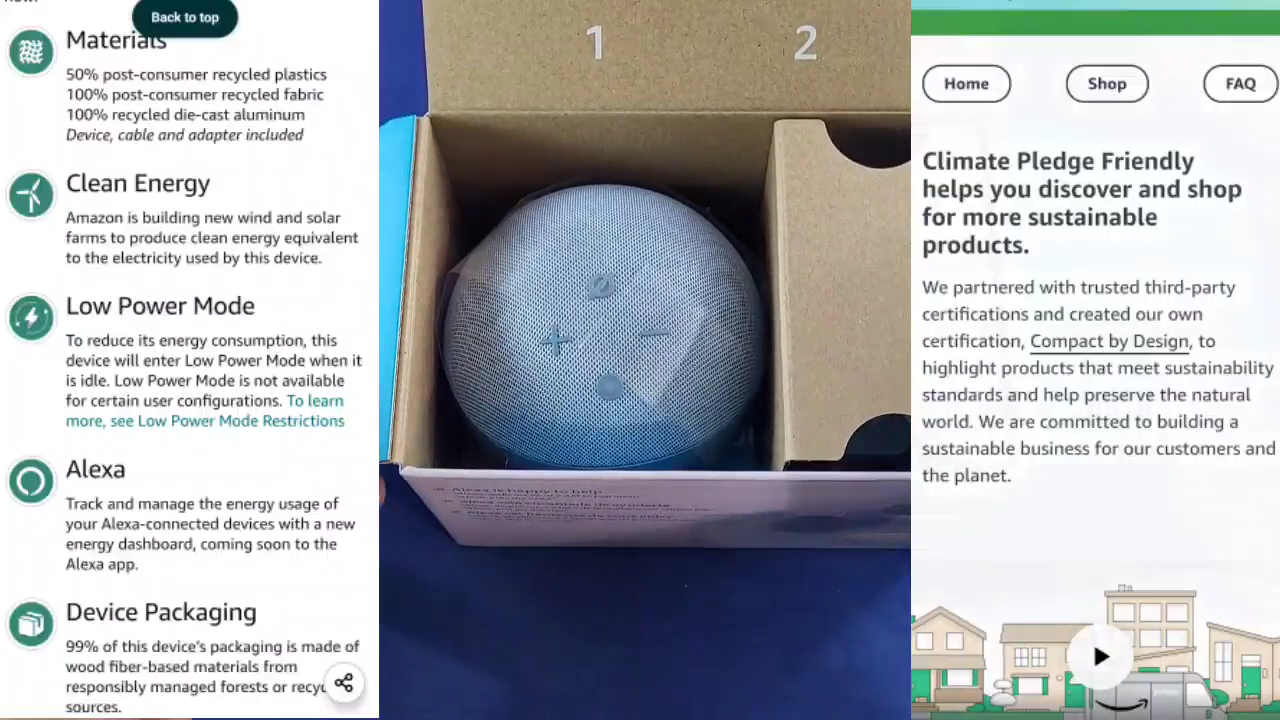 Back to top
Materials
50% post-consumer recycled plastics
100% post-consumer recycled fabric
100% recycled die-cast aluminum
Device, cable and adapter included
Clean Energy
Amazon is building new wind and solar
farms to produce clean energy equivalent
to the electricity used by this device.
Low Power Mode
To reduce its energy consumption, this
device will enter Low Power Mode when it
is idle. Low Power Mode is not available
for certain user configurations. To learn
more, see Low Power Mode Restrictions
Alexa
Track and manage the energy usage of
your Alexa-connected devices with a new
energy dashboard, coming soon to the
Alexa app.
Device Packaging
99% of this device's packaging is made of
wood fiber-based materials from
responsibly managed forests or
sources.
1 2
Alexa is happy to help
Home Shop FAQ
Climate Pledge Friendly
helps you discover and shop
for more sustainable
products.
We partnered with trusted third-party
certifications and created our own
certification, Compact by Design, to
highlight products that meet sustainability
standards and help preserve the natural
world. We are committed to building a
sustainable business for our customers and
the planet.